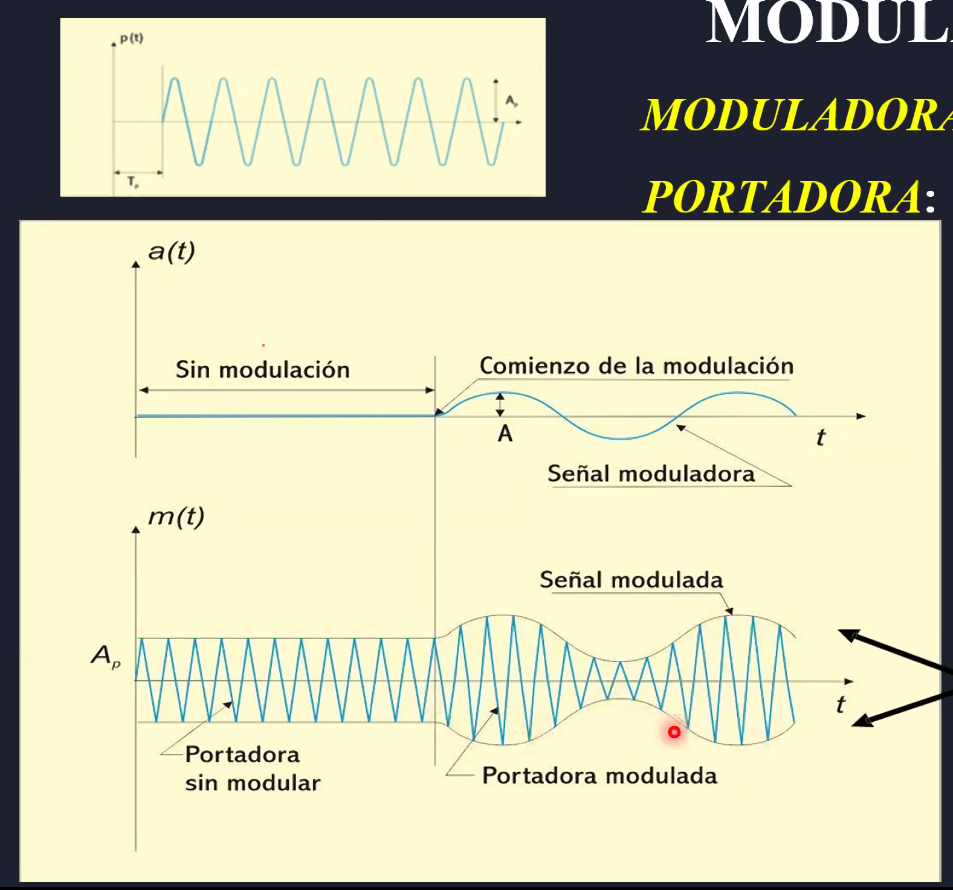 MODUL
MODULADORA
PORTADORA:
p(t)
Aₚ
Tₚ
a(t)
Sin modulación
Comienzo de la modulación
A
t
Señal moduladora
m(t)
Señal modulada
Aₚ
t
Portadora
sin modular
Portadora modulada